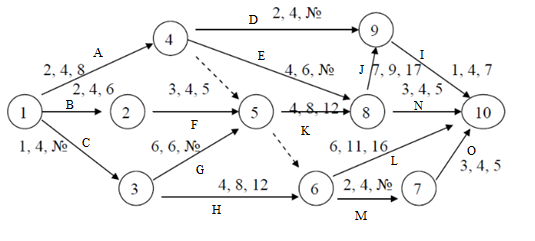 D 2, 4, №
9
4
A
E
I
2, 4, 8
4, 6, №
J 7, 9, 17
1, 4, 7
2, 4, 6
3, 4, 5
3, 4, 5
B
N
1
2
5
4, 8, 12
8
10
F
K
C
6, 6, №
6, 11, 16
1, 4, №
G
L
O
3
4, 8, 12
6
2, 4, №
7
3, 4, 5
H
M